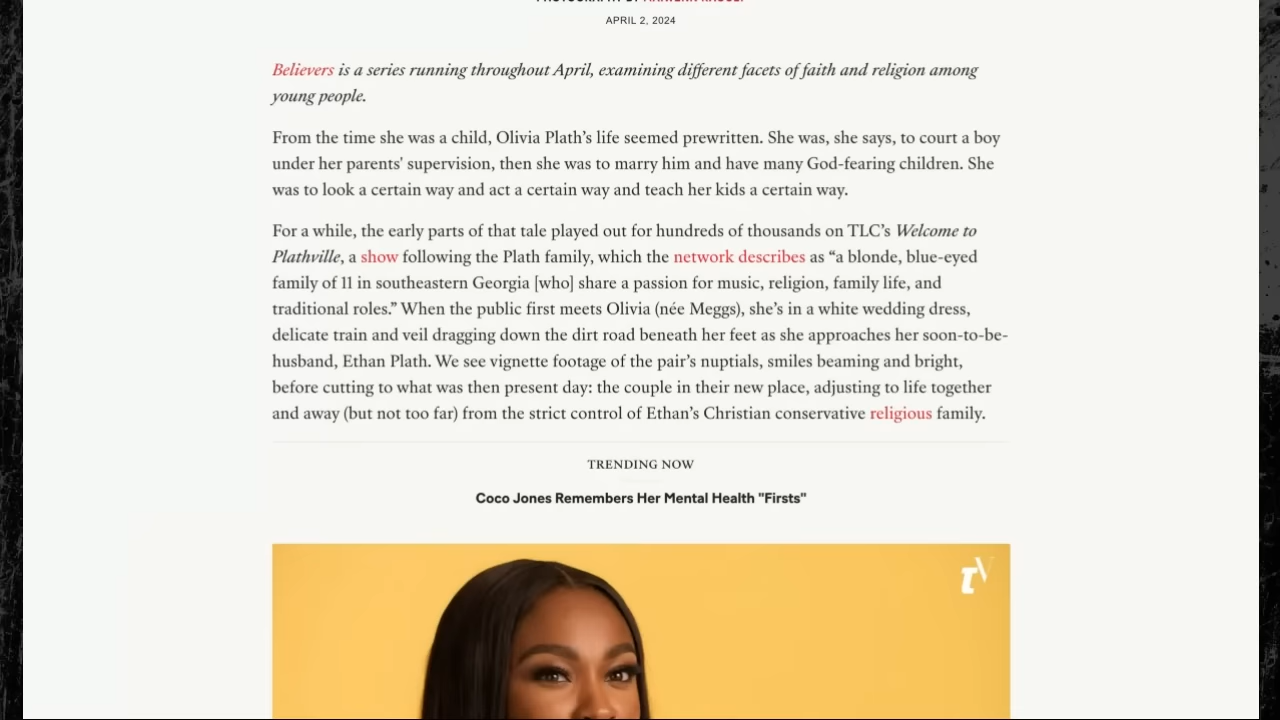 APRIL 2, 2024
Believers is a series running throughout April, examining different facets of faith and religion among
young people.
From the time she was a child, Olivia Plath’s life seemed prewritten. She was, she says, to court a boy
under her parents' supervision, then she was to marry him and have many God-fearing children. She
was to look a certain way and act a certain way and teach her kids a certain way.
For a while, the early parts of that tale played out for hundreds of thousands on TLC’s Welcome to
Plathville, a show following the Plath family, which the network describes as “a blonde, blue-eyed
family of 11 in southeastern Georgia [who] share a passion for music, religion, family life, and
traditional roles.” When the public first meets Olivia (née Meggs), she’s in a white wedding dress,
delicate train and veil dragging down the dirt road beneath her feet as she approaches her soon-to-be-
husband, Ethan Plath. We see vignette footage of the pair’s nuptials, smiles beaming and bright,
before cutting to what was then present day: the couple in their new place, adjusting to life together
and away (but not too far) from the strict control of Ethan’s Christian conservative religious family.
TRENDING NOW
Coco Jones Remembers Her Mental Health "Firsts"
tV